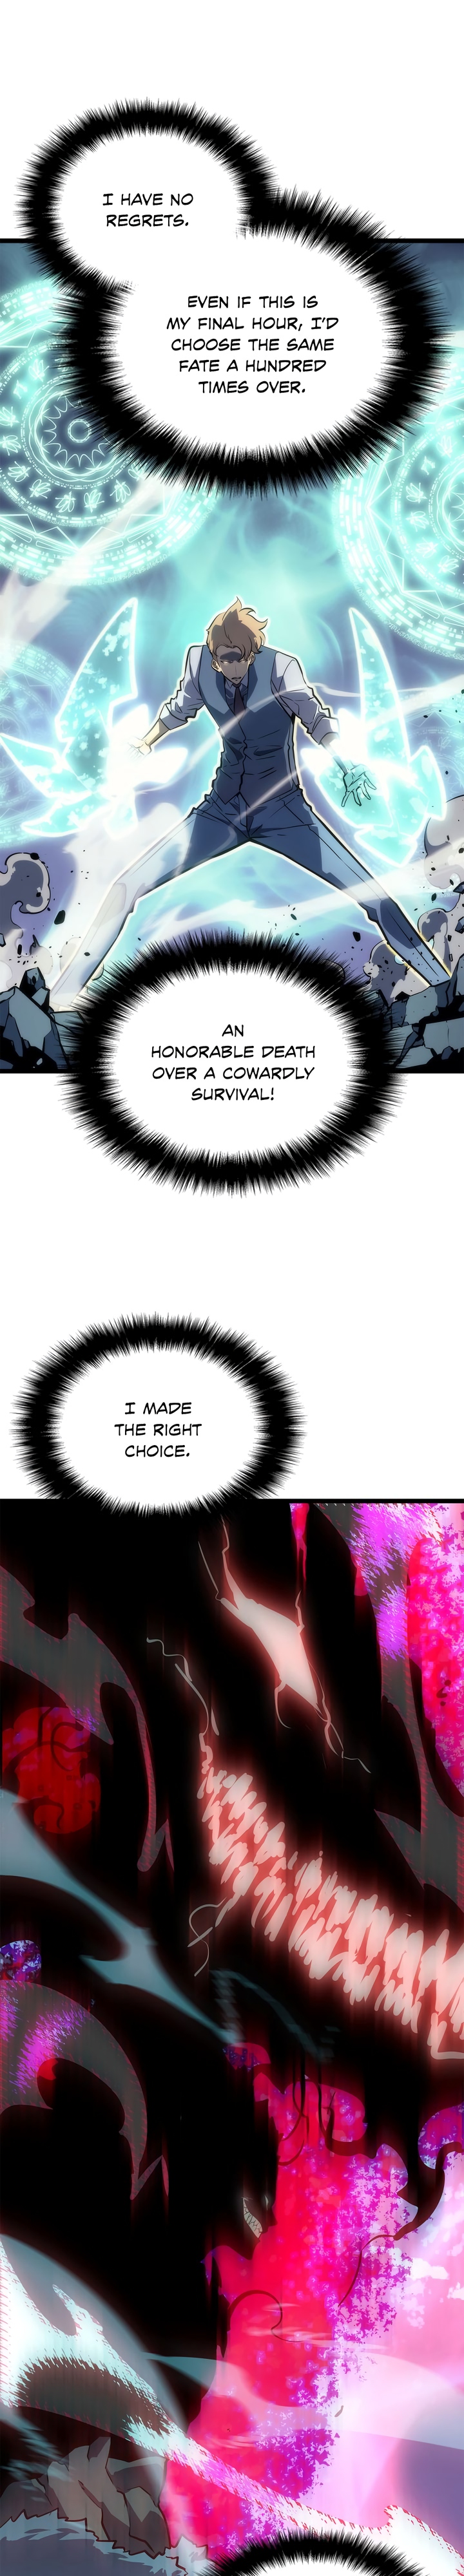 I HAVE NO
REGRETS.
EVEN IF THIS IS
MY FINAL HOUR, I'D
CHOOSE THE SAME
FATE A HUNDRED
TIMES OVER.
AN
HONORABLE DEATH
OVER A COWARDLY
SURVIVAL!
I MADE
THE RIGHT
CHOICE.